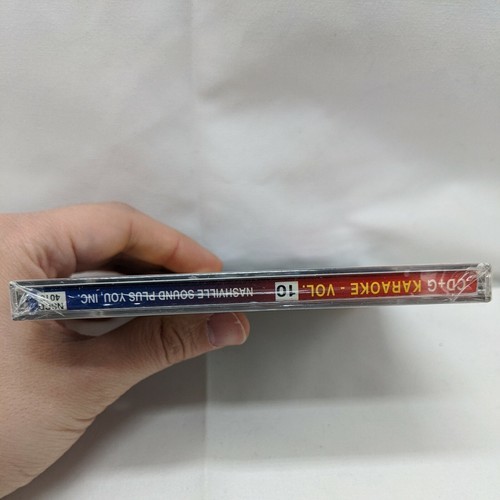 CD+G KARAOKE - VOL. 10
NASHVILLE SOUND PLUS YOU, INC.